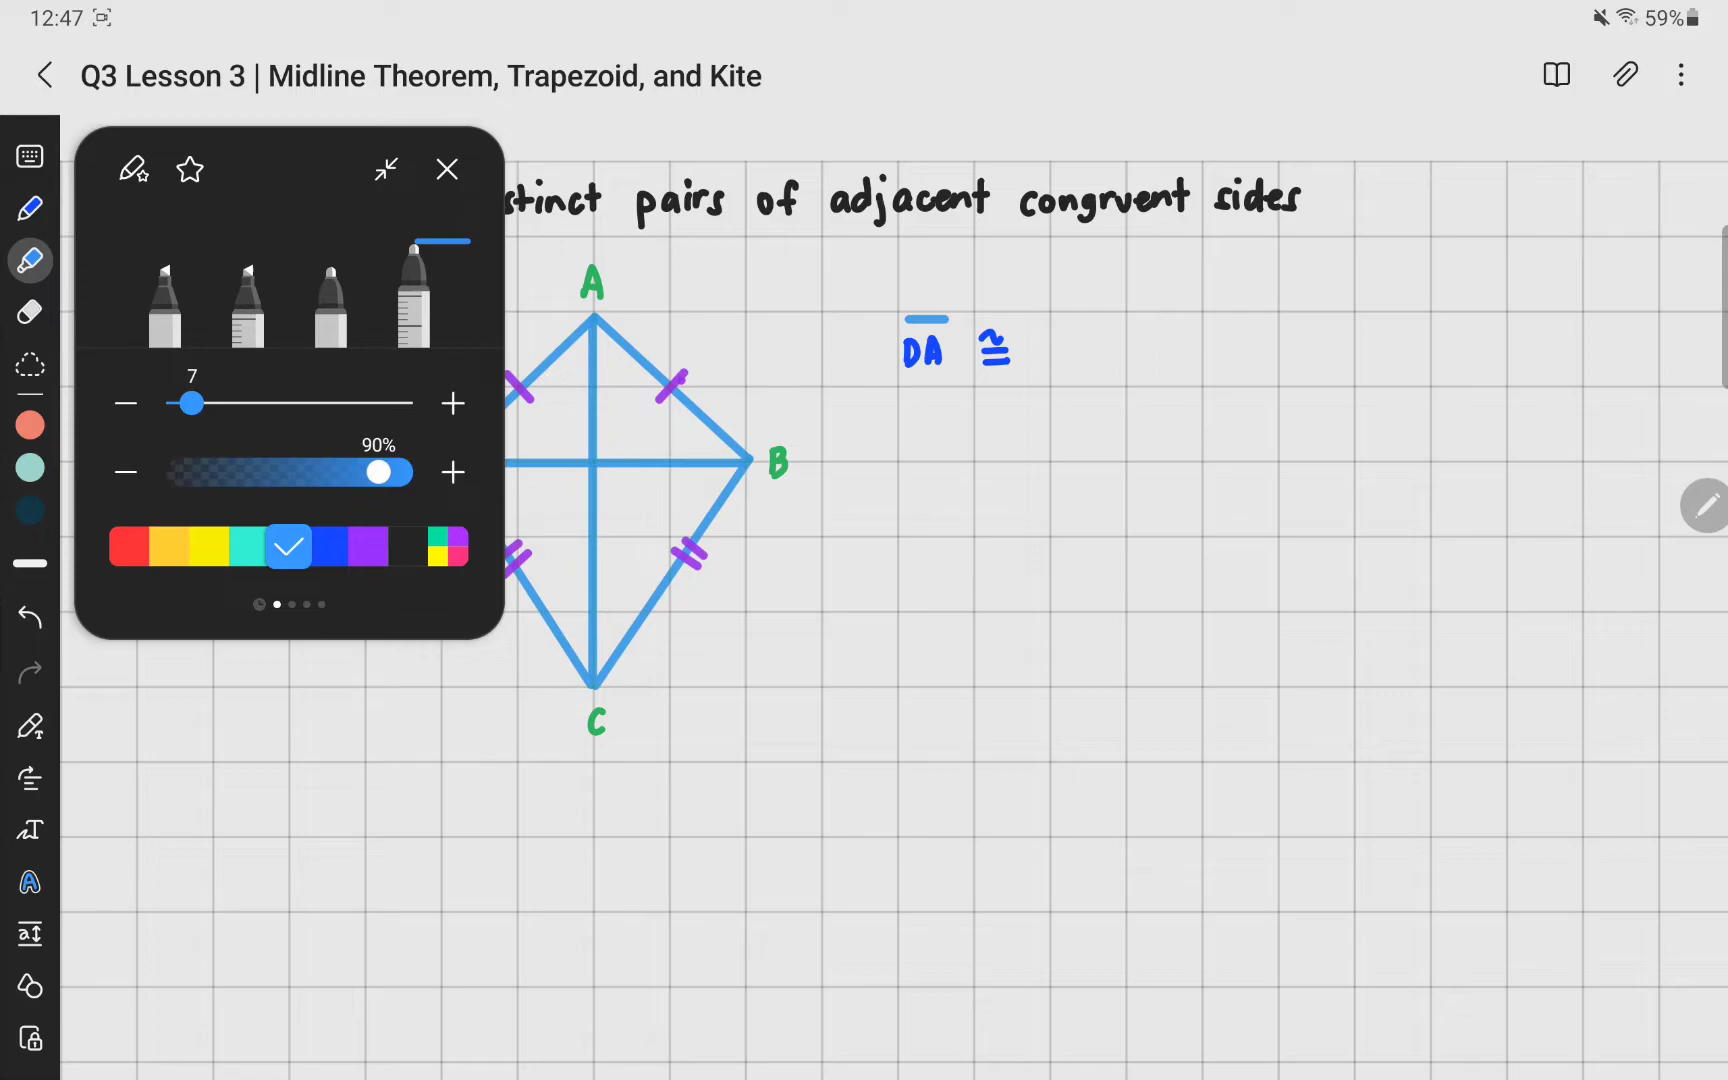 12:47 59%
Q3 Lesson 3 | Midline Theorem, Trapezoid, and Kite
pairs of adjacent congruent sides
A
DA ≅
7
B
90%
C